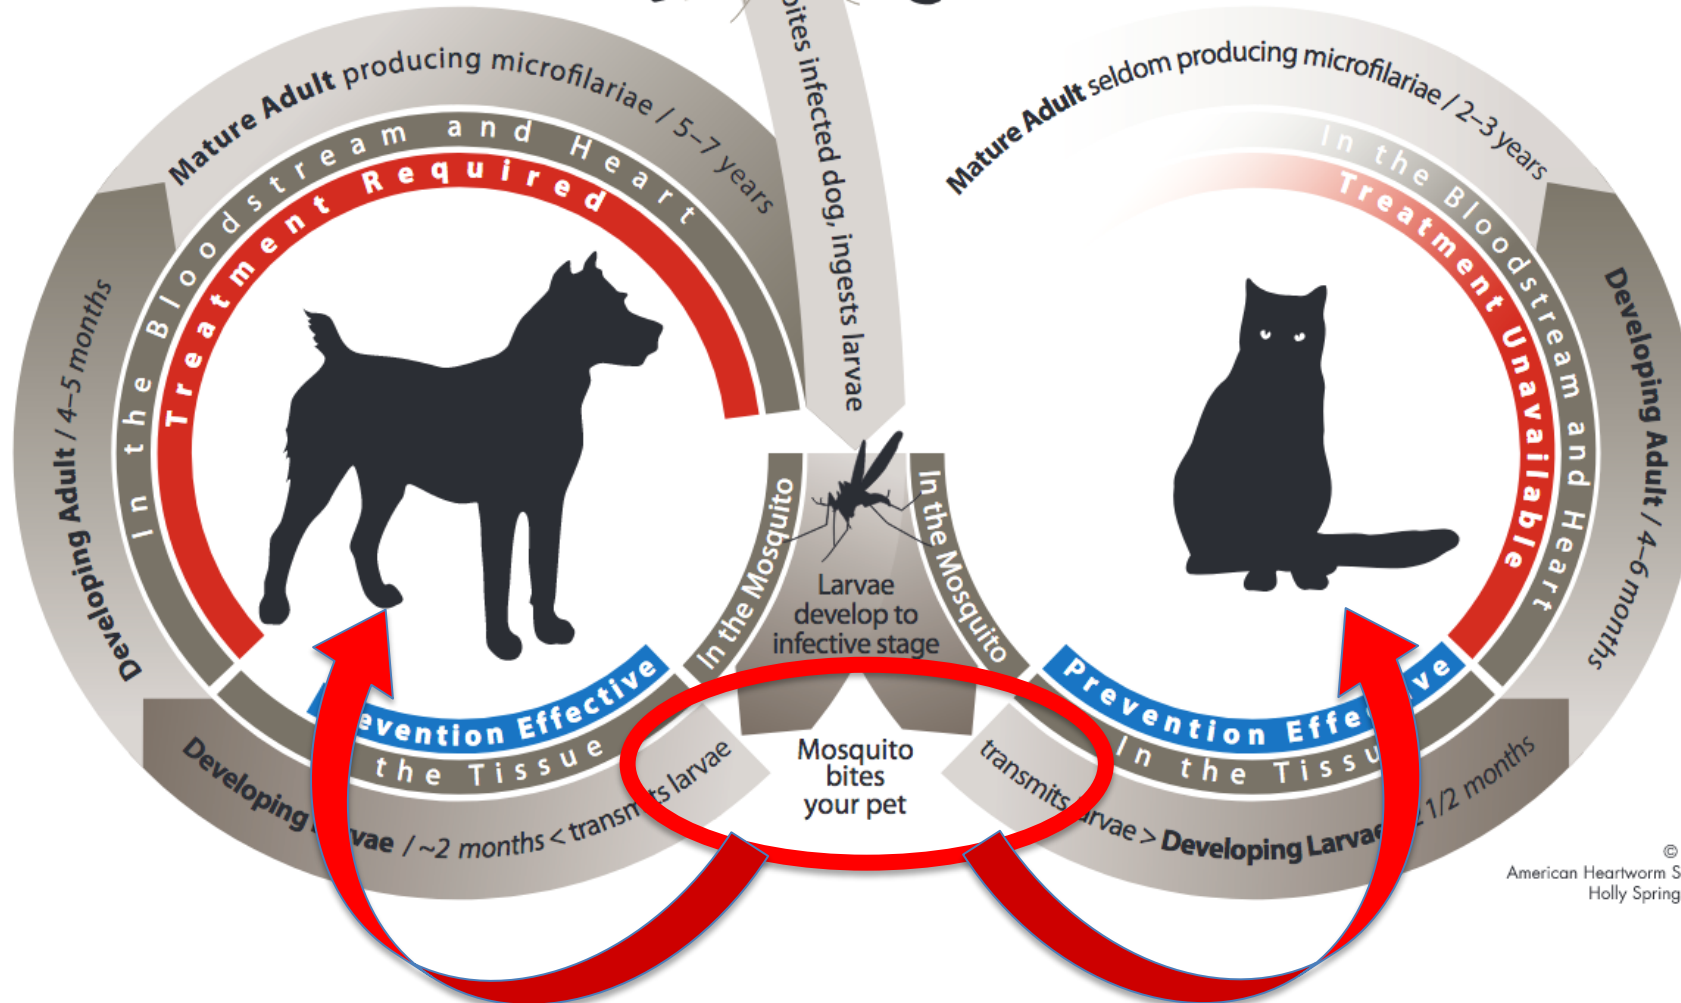 bites infected dog, ingests larvae
Mature Adult producing microfilariae / 5–7 years
In the Bloodstream and Heart
Treatment Required
Developing Adult / 4–5 months
Mature Adult seldom producing microfilariae / 2–3 years
In the Bloodstream and Heart
Treatment Unavailable
Developing Adult / 4–6 months
In the Mosquito
Larvae
develop to
infective stage
In the Mosquito
evention Effective
the Tissue
Developing vae / ~2 months < transmits larvae
Mosquito
bites
your pet
Prevention Effe ve
In the Tissu
transmits arvae > Developing Larvae 1/2 months
©
American Heartworm S
Holly Spring